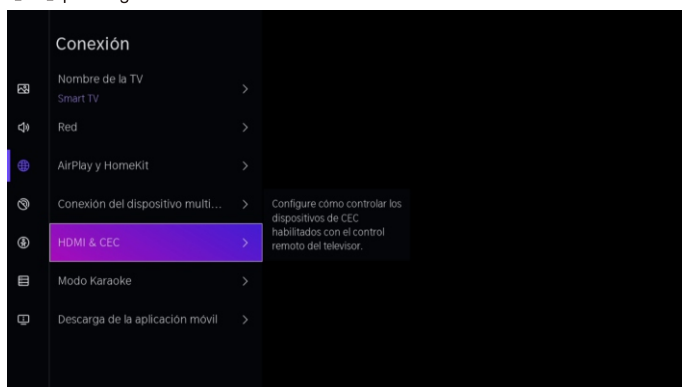 Conexión
Nombre de la TV
Smart TV
Red
AirPlay y HomeKit
Conexión del dispositivo multi...
HDMI & CEC
Modo Karaoke
Descarga de la aplicación móvil
Configure cómo controlar los
dispositivos de CEC
habilitados con el control
remoto del televisor.